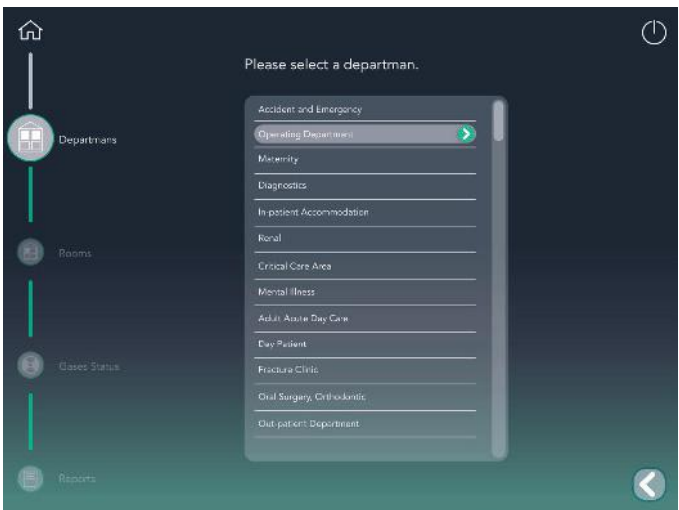 Please select a departman.
Departmans
Rooms
Gases Status
Reports
Accident and Emergency
Operating Department
Maternity
Diagnostics
In-patient Accommodation
Renal
Critical Care Area
Mental Illness
Adult Acute Day Care
Day Patient
Fracture Clinic
Oral Surgery, Orthodontic
Out-patient Department